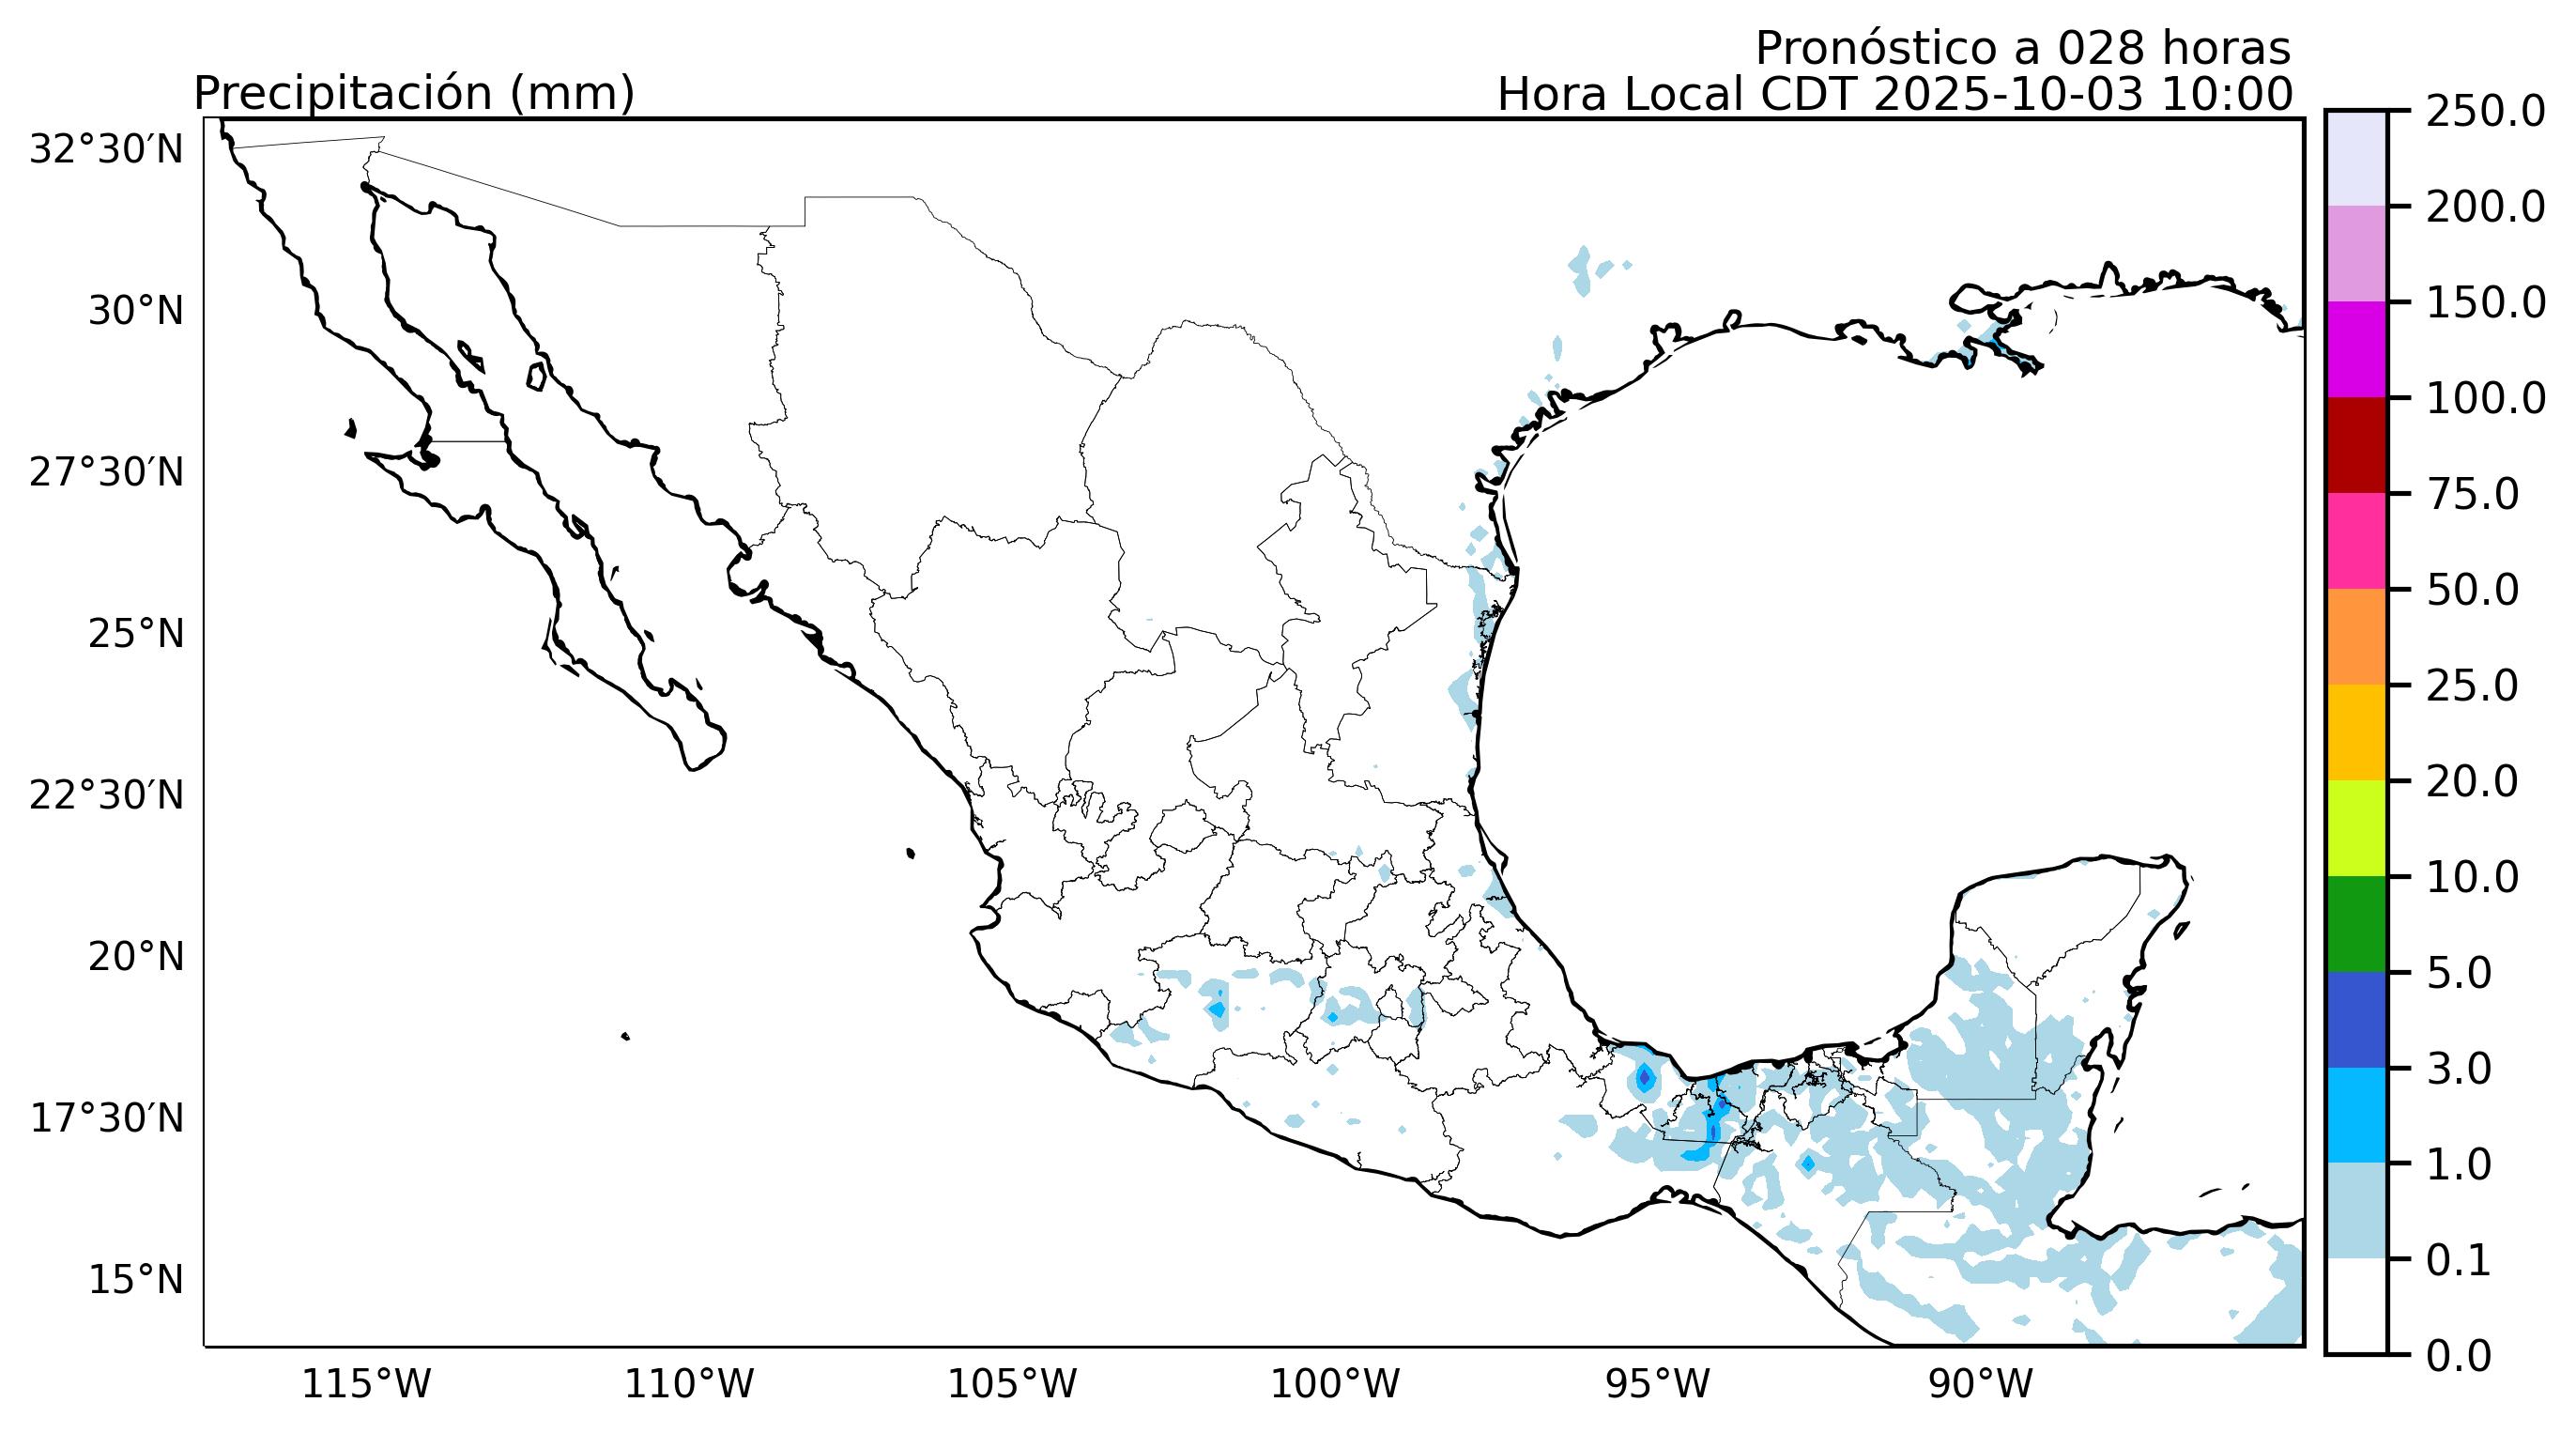 Pronóstico a 028 horas
Precipitación (mm)
Hora Local CDT 2025-10-03 10:00
32°30′N
30°N
27°30′N
25°N
22°30′N
20°N
17°30′N
15°N
115°W
110°W
105°W
100°W
95°W
90°W
250.0
200.0
150.0
100.0
75.0
50.0
25.0
20.0
10.0
5.0
3.0
1.0
0.1
0.0